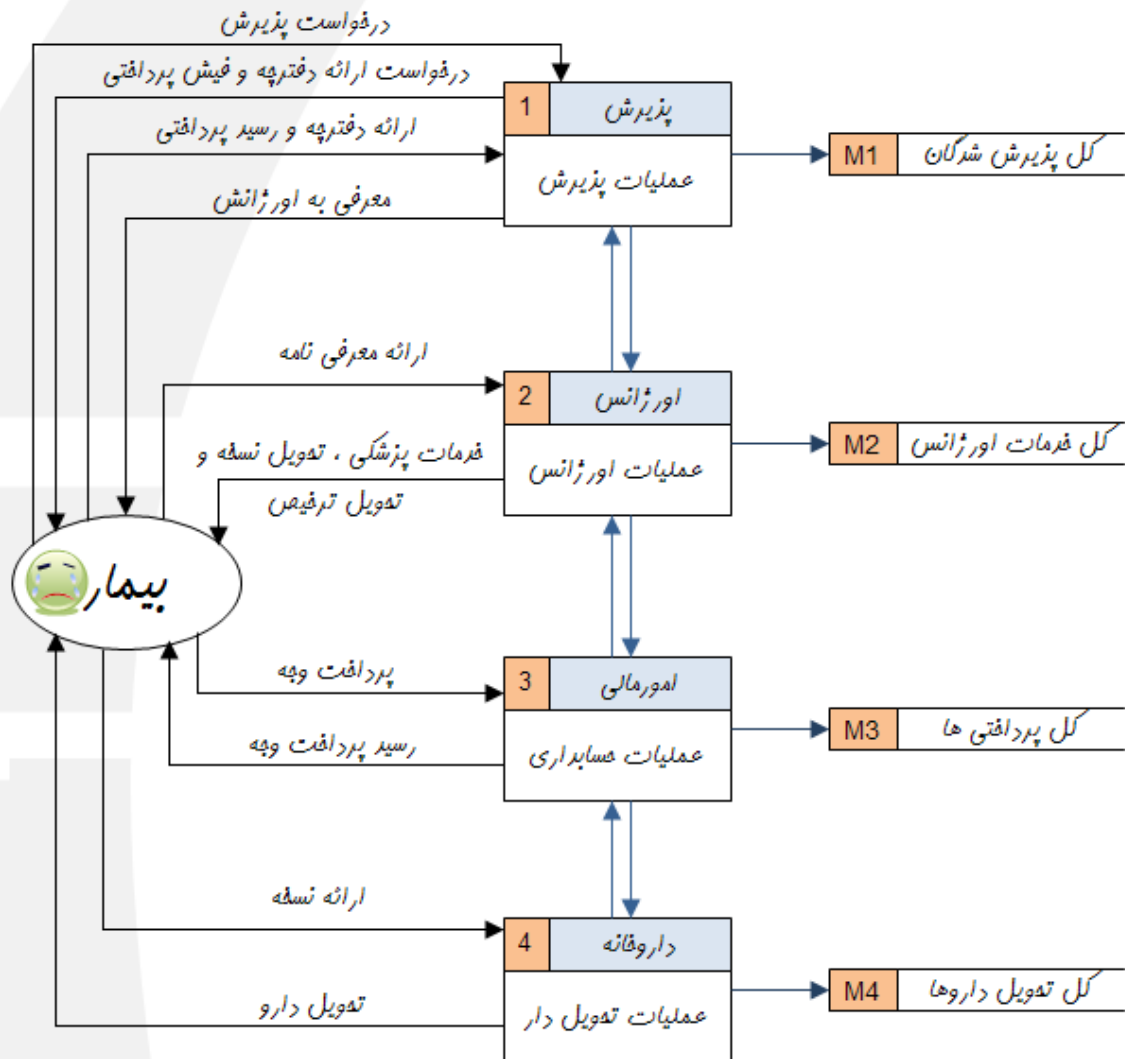 درخواست پذیرش
درخواست ارائه دفترچه و فیش پرداختی
1
پذیرش
ارائه دفترچه و رسید پرداختی
M1
کل پذیرش شدگان
عملیات پذیرش
معرفی به اورژانش
ارائه معرفی نامه
2
اورژانس
M2
کل خدمات اورژانس
خدمات پزشکی ، تحویل نسخه و
عملیات اورژانس
تحویل ترخیص
بیمار
پرداخت وجه
3
امورمالی
M3
کل پرداختی ها
رسید پرداخت وجه
عملیات حسابداری
ارائه نسخه
4
داروخانه
M4
کل تحویل داروها
تحویل دارو
عملیات تحویل دار